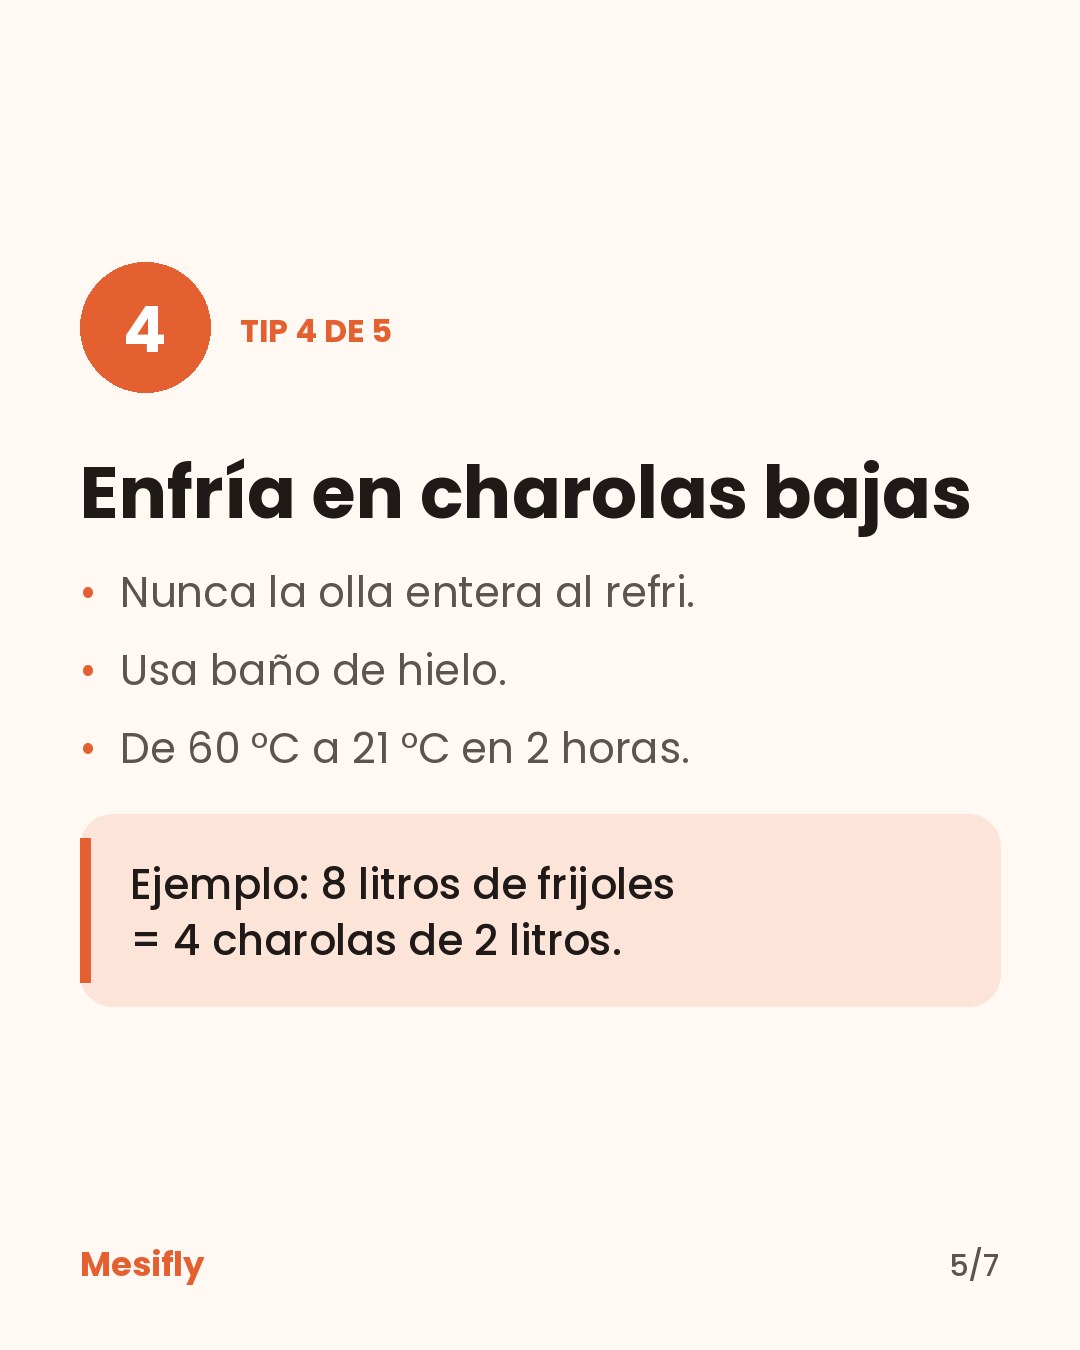 4
TIP 4 DE 5
Enfría en charolas bajas
• Nunca la olla entera al refri.
• Usa baño de hielo.
• De 60 °C a 21 °C en 2 horas.
Ejemplo: 8 litros de frijoles
= 4 charolas de 2 litros.
Mesifly
5/7